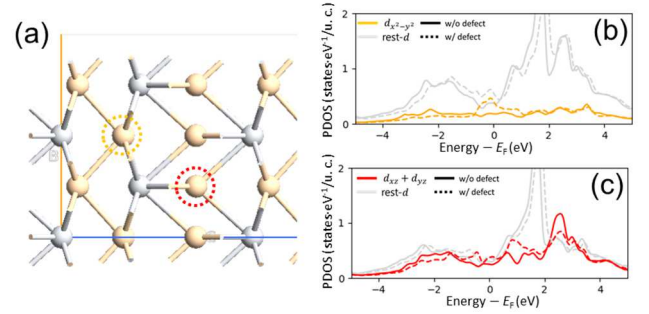 (a)
(b)
d_{x²−y²} w/o defect
rest-d w/ defect
PDOS (states·eV⁻¹/u. c.)
2
1
0
−4 −2 0 2 4
Energy − E_F(eV)
(c)
d_{xz} + d_{yz} w/o defect
rest-d w/ defect
PDOS (states·eV⁻¹/u. c.)
2
1
0
−4 −2 0 2 4
Energy − E_F(eV)